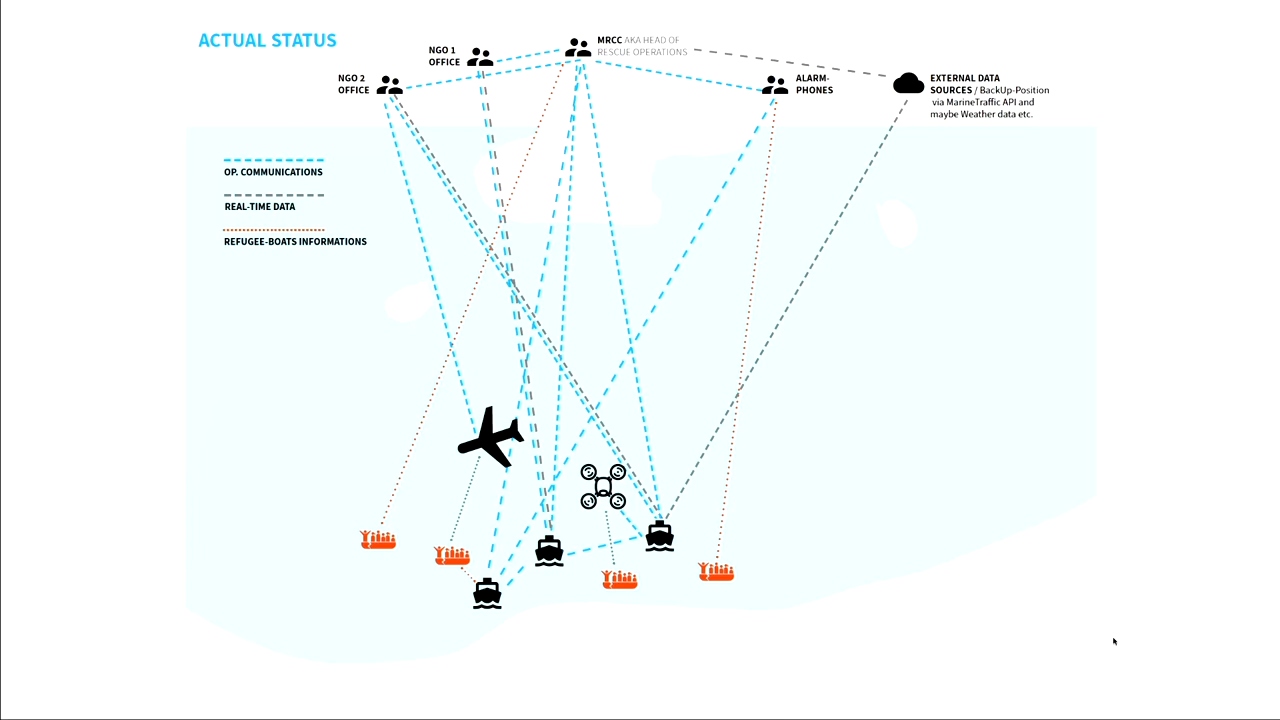 ACTUAL STATUS
NGO 1
OFFICE
MRCC AKA HEAD OF
RESCUE OPERATIONS
NGO 2
OFFICE
ALARM-
PHONES
EXTERNAL DATA
SOURCES / BackUp-Position
via MarineTraffic API and
maybe Weather data etc.
OP. COMMUNICATIONS
REAL-TIME DATA
REFUGEE-BOATS INFORMATIONS